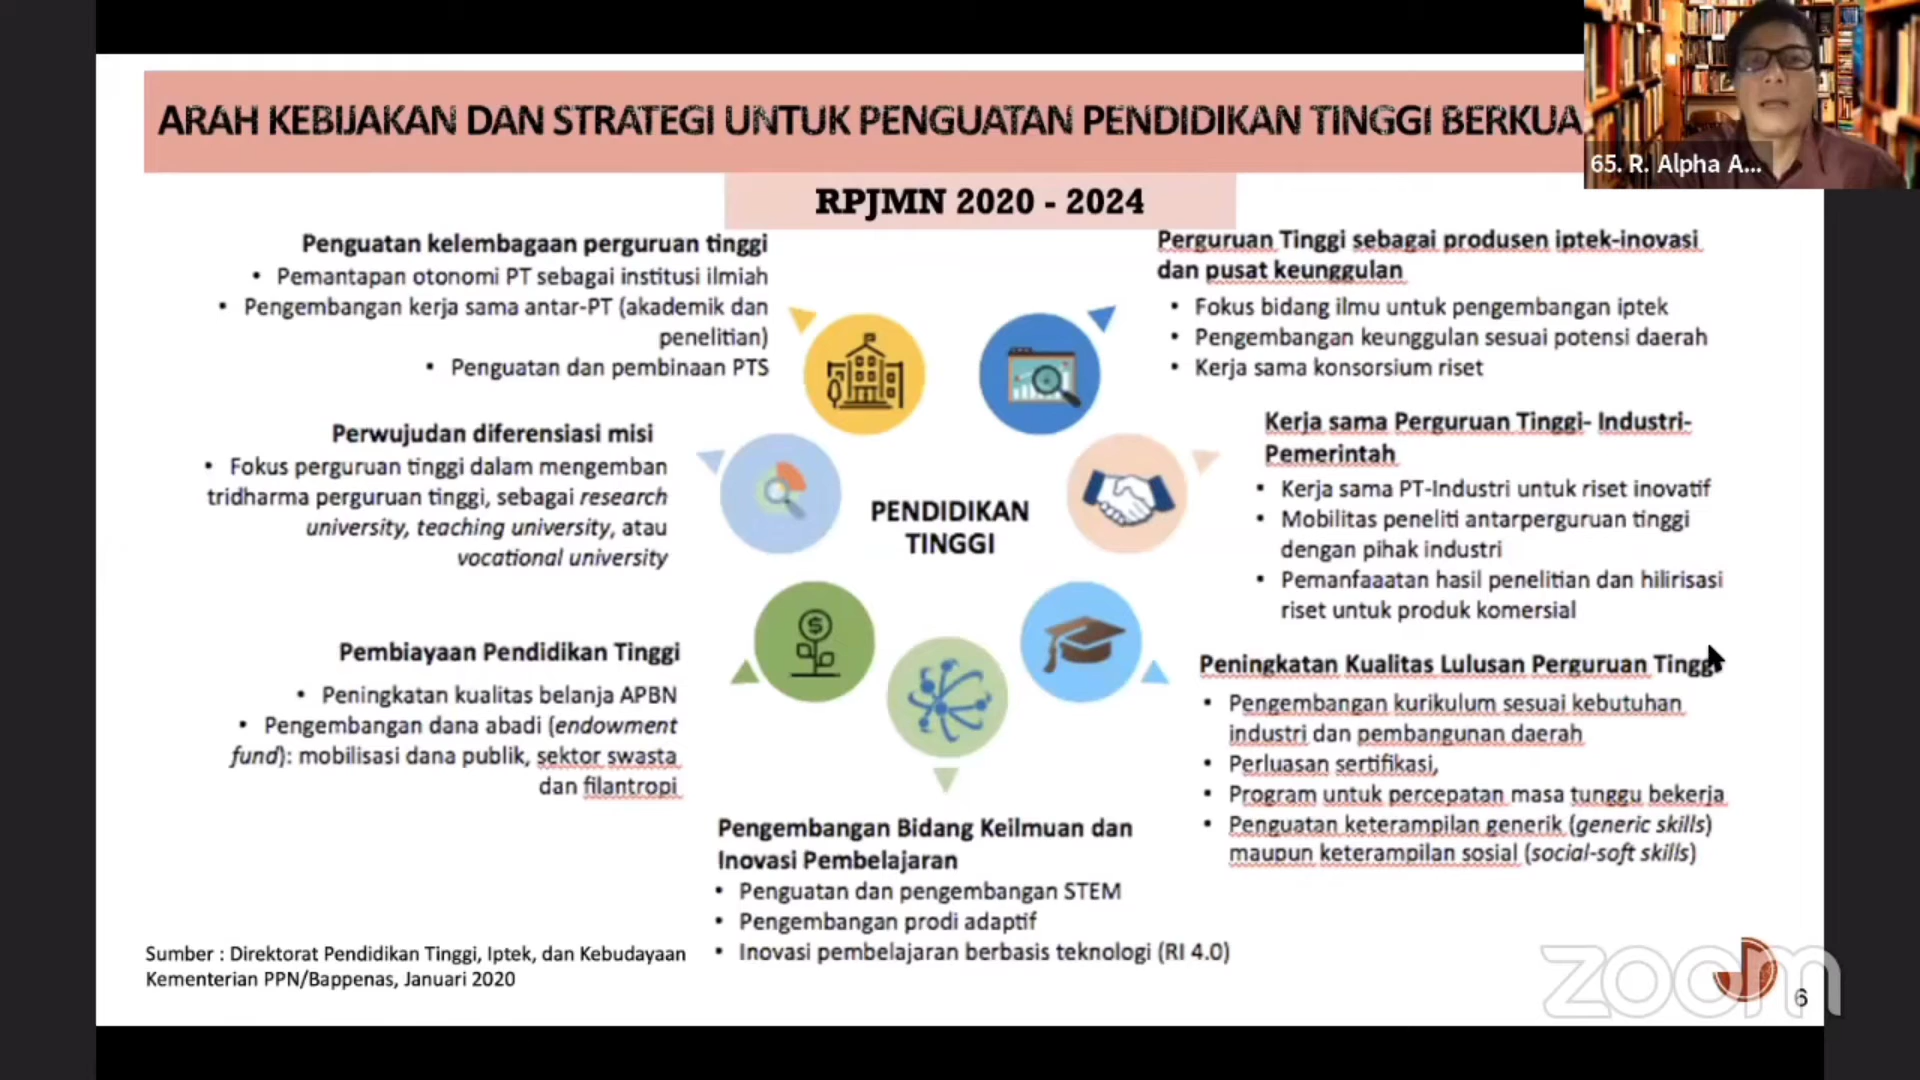 ARAH KEBIJAKAN DAN STRATEGI UNTUK PENGUATAN PENDIDIKAN TINGGI
65. R. Alpha A...
RPJMN 2020 - 2024
Penguatan kelembagaan perguruan tinggi
• Pemantapan otonomi PT sebagai institusi ilmiah
• Pengembangan kerja sama antar-PT (akademik dan
penelitian)
• Penguatan dan pembinaan PTS
Perguruan Tinggi sebagai produsen iptek-inovasi
dan pusat keunggulan
• Fokus bidang ilmu untuk pengembangan iptek
• Pengembangan keunggulan sesuai potensi daerah
• Kerja sama konsorsium riset
Perwujudan diferensiasi misi
• Fokus perguruan tinggi dalam mengemban
tridharma perguruan tinggi, sebagai research
university, teaching university, atau
vocational university
PENDIDIKAN
TINGGI
Kerja sama Perguruan Tinggi- Industri-
Pemerintah
• Kerja sama PT-Industri untuk riset inovatif
• Mobilitas peneliti antarperguruan tinggi
dengan pihak industri
• Pemanfaaatan hasil penelitian dan hilirisasi
riset untuk produk komersial
Pembiayaan Pendidikan Tinggi
• Peningkatan kualitas belanja APBN
• Pengembangan dana abadi (endowment
fund): mobilisasi dana publik, sektor swasta
dan filantropi
Peningkatan Kualitas Lulusan Perguruan Tinggi
• Pengembangan kurikulum sesuai kebutuhan
industri dan pembangunan daerah
• Perluasan sertifikasi,
• Program untuk percepatan masa tunggu bekerja
• Penguatan keterampilan generik (generic skills)
maupun keterampilan sosial (social-soft skills)
Pengembangan Bidang Keilmuan dan
Inovasi Pembelajaran
• Penguatan dan pengembangan STEM
• Pengembangan prodi adaptif
• Inovasi pembelajaran berbasis teknologi (RI 4.0)
Sumber : Direktorat Pendidikan Tinggi, Iptek, dan Kebudayaan
Kementerian PPN/Bappenas, Januari 2020
zoom
6